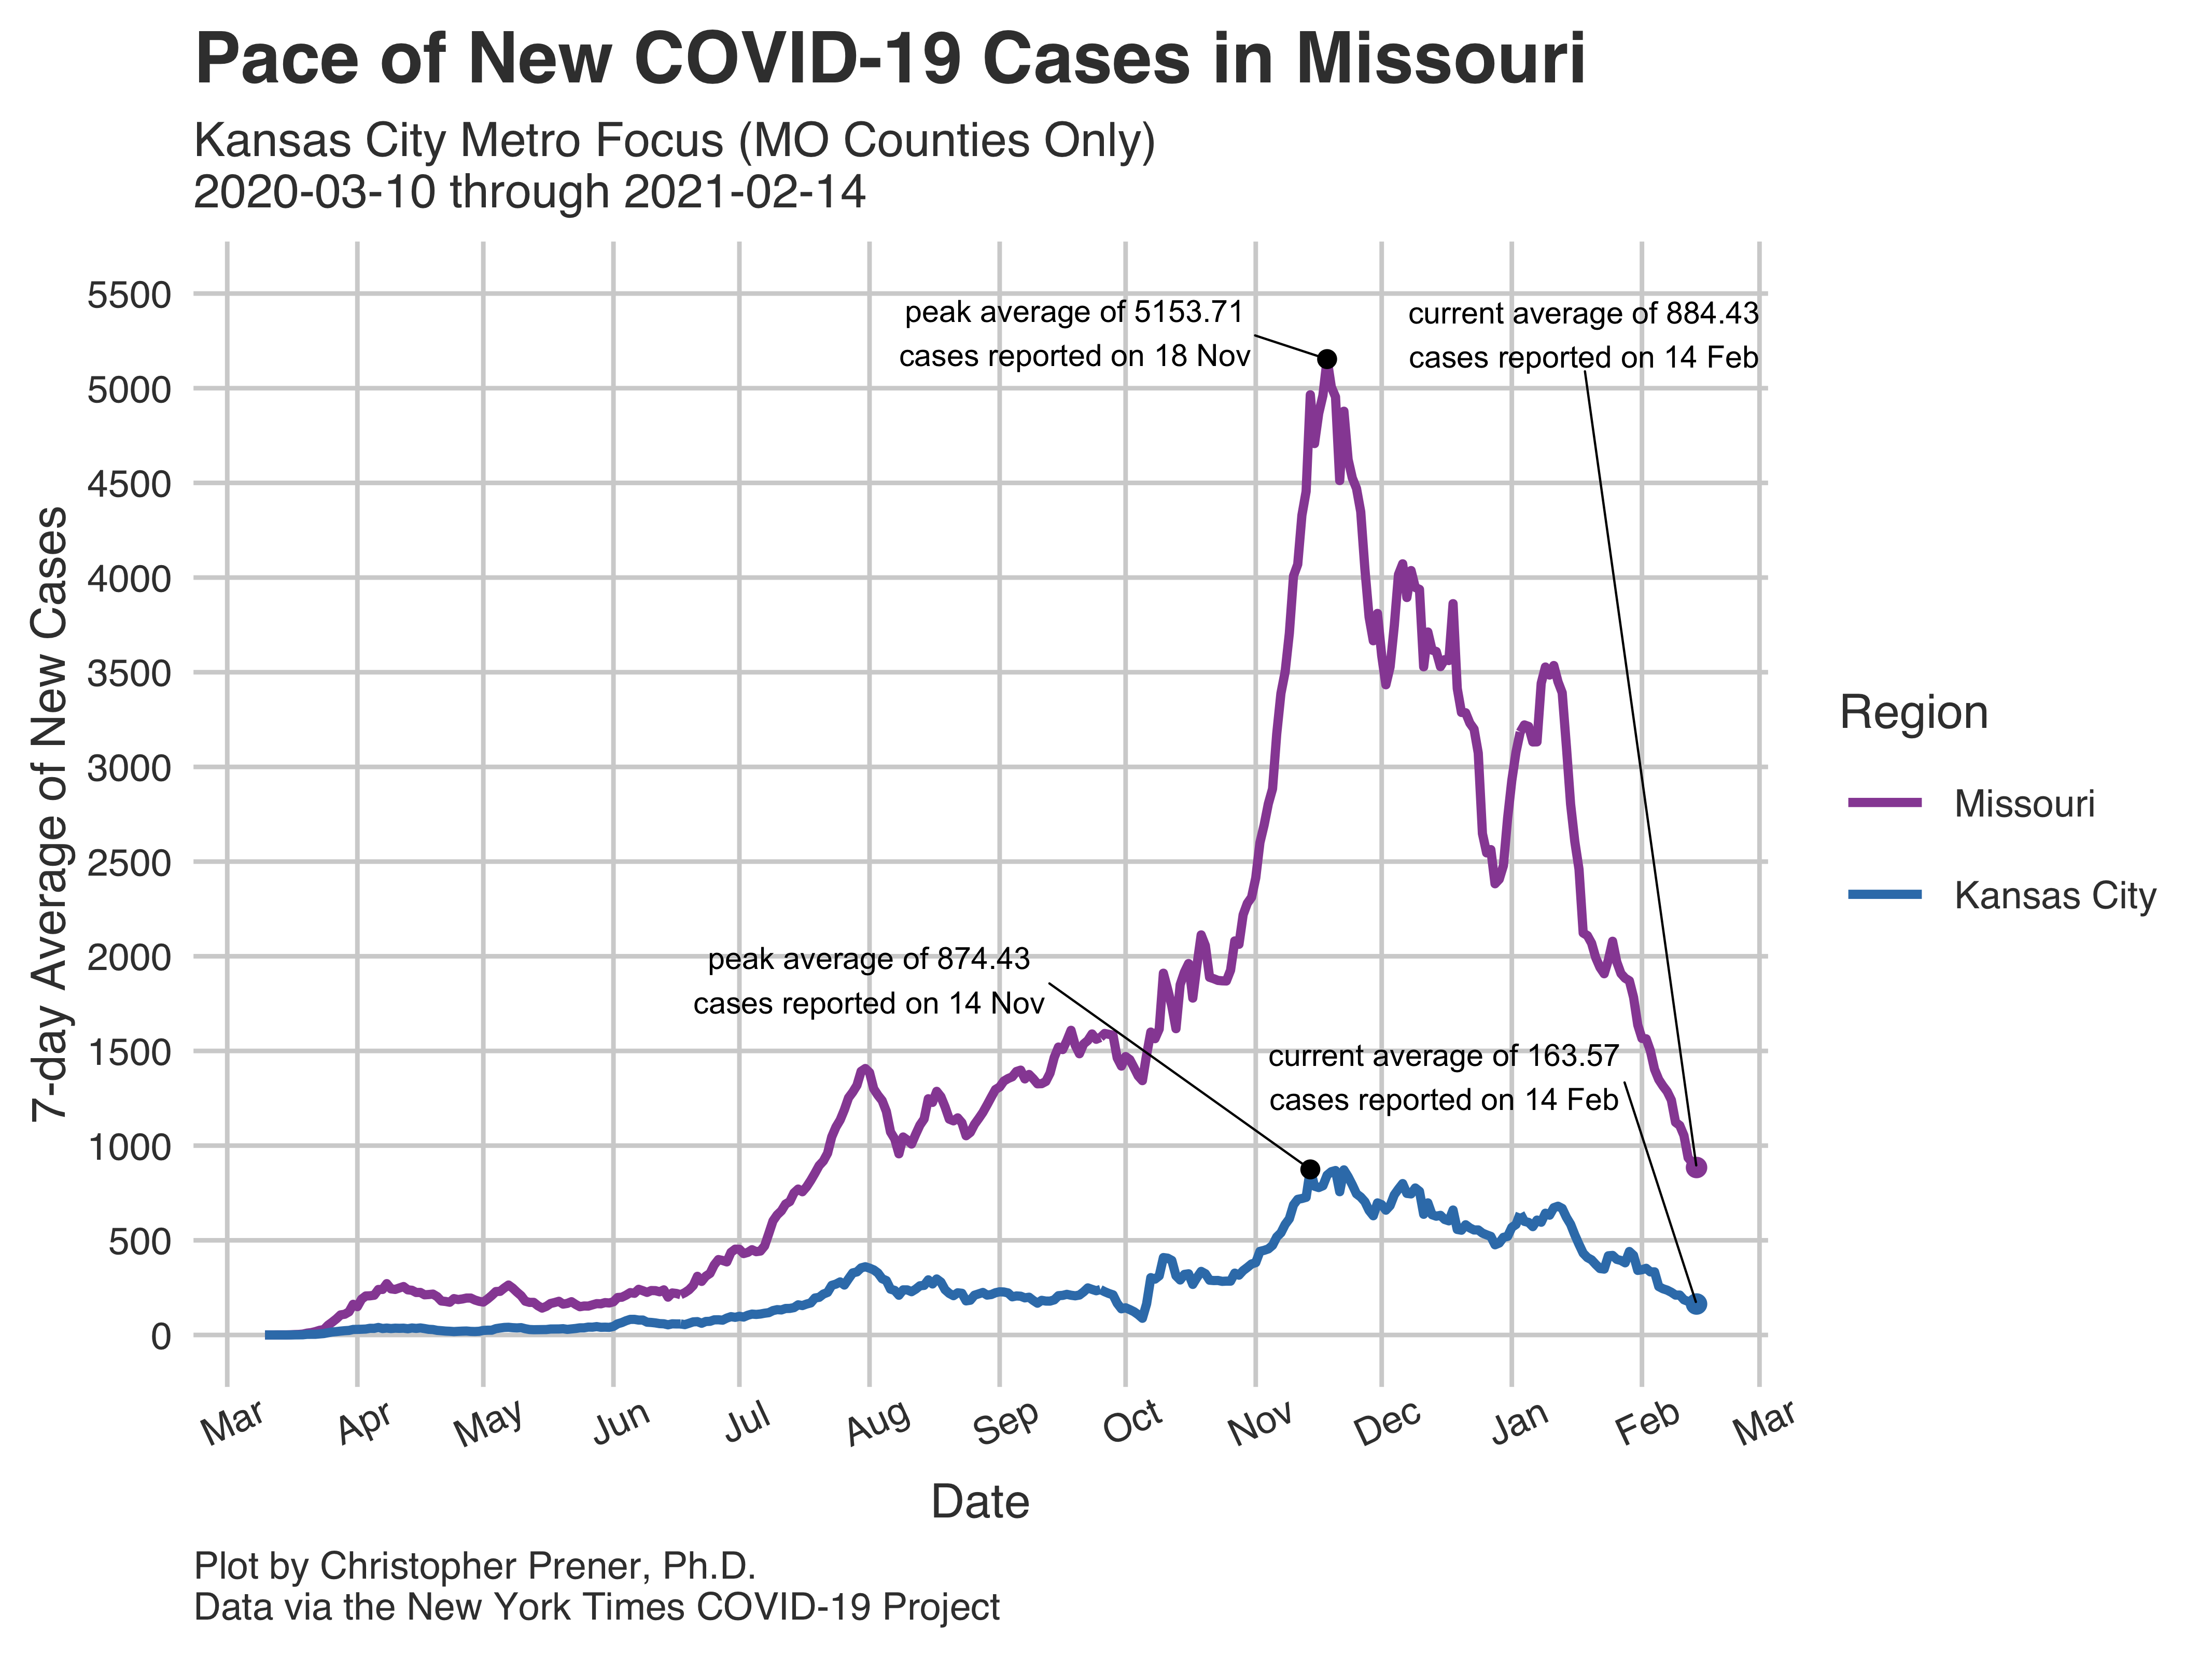 Pace of New COVID-19 Cases in Missouri
Kansas City Metro Focus (MO Counties Only)
2020-03-10 through 2021-02-14
7-day Average of New Cases
5500
5000
4500
4000
3500
3000
2500
2000
1500
1000
500
0
peak average of 5153.71
cases reported on 18 Nov
current average of 884.43
cases reported on 14 Feb
peak average of 874.43
cases reported on 14 Nov
current average of 163.57
cases reported on 14 Feb
Region
Missouri
Kansas City
Mar
Apr
May
Jun
Jul
Aug
Sep
Oct
Nov
Dec
Jan
Feb
Mar
Date
Plot by Christopher Prener, Ph.D.
Data via the New York Times COVID-19 Project